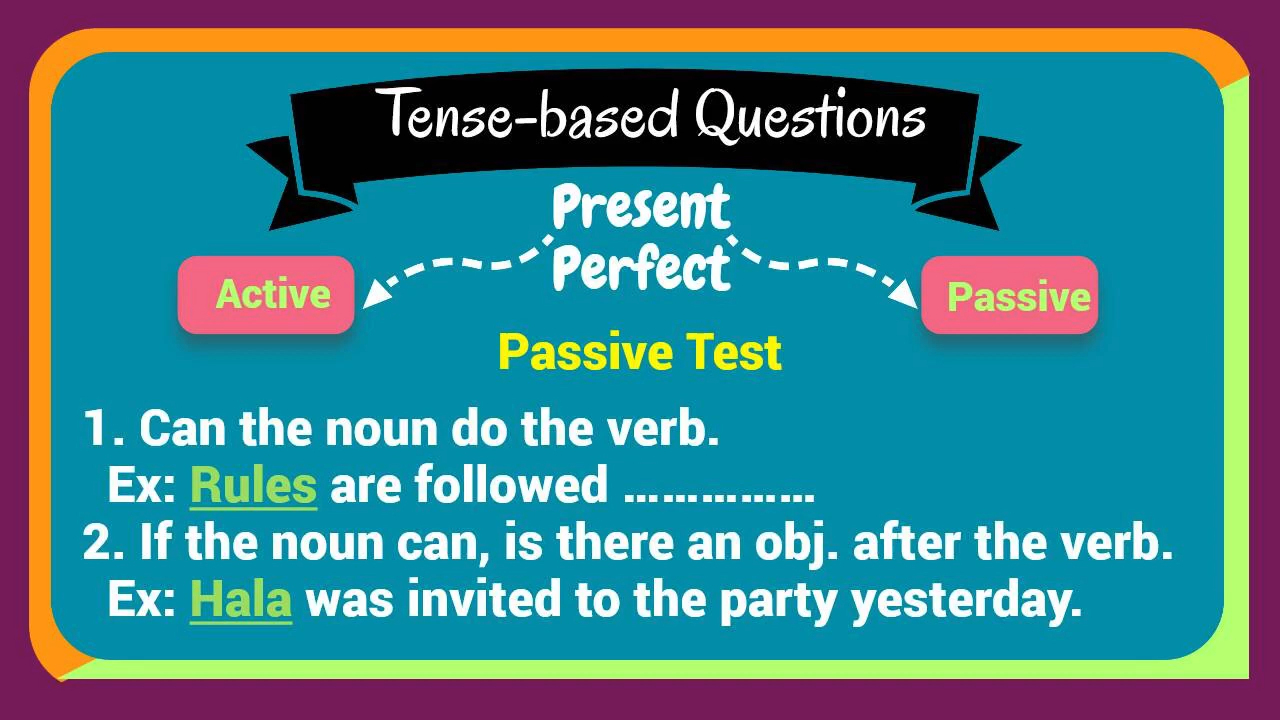 Tense-based Questions
Present
Perfect
Active
Passive
Passive Test
1. Can the noun do the verb.
Ex: Rules are followed ……………
2. If the noun can, is there an obj. after the verb.
Ex: Hala was invited to the party yesterday.